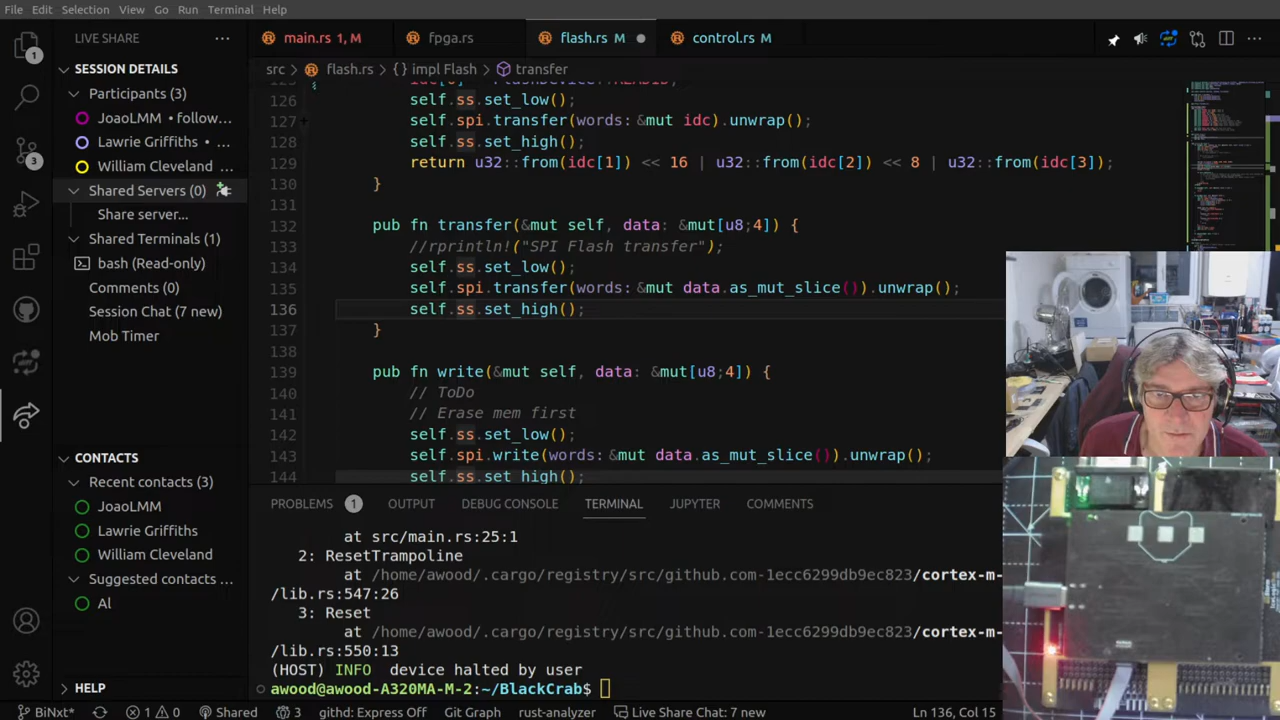 File Edit Selection View Go Run Terminal Help
LIVE SHARE ...
main.rs 1, M
fpga.rs
flash.rs M
control.rs M
SESSION DETAILS
src > flash.rs > {} impl Flash > transfer
Participants (3)
JoaoLMM • follow...
Lawrie Griffiths • ...
William Cleveland ...
Shared Servers (0)
Share server...
Shared Terminals (1)
bash (Read-only)
Comments (0)
Session Chat (7 new)
Mob Timer
CONTACTS
Recent contacts (3)
JoaoLMM
Lawrie Griffiths
William Cleveland
Suggested contacts ...
Al
HELP
126 self.ss.set_low();
127 self.spi.transfer(words: &mut idc).unwrap();
128 self.ss.set_high();
129 return u32::from(idc[1]) << 16 | u32::from(idc[2]) << 8 | u32::from(idc[3]);
130 }
131
132 pub fn transfer(&mut self, data: &mut[u8;4]) {
133 //rprintln!("SPI Flash transfer");
134 self.ss.set_low();
135 self.spi.transfer(words: &mut data.as_mut_slice()).unwrap();
136 self.ss.set_high();
137 }
138
139 pub fn write(&mut self, data: &mut[u8;4]) {
140 // ToDo
141 // Erase mem first
142 self.ss.set_low();
143 self.spi.write(words: &mut data.as_mut_slice()).unwrap();
144 self.ss.set_high();
PROBLEMS 1 OUTPUT DEBUG CONSOLE TERMINAL JUPYTER COMMENTS
at src/main.rs:25:1
2: ResetTrampoline
at /home/awood/.cargo/registry/src/github.com-1ecc6299db9ec823/cortex-m-
/lib.rs:547:26
3: Reset
at /home/awood/.cargo/registry/src/github.com-1ecc6299db9ec823/cortex-m-
/lib.rs:550:13
(HOST) INFO device halted by user
awood@awood-A320MA-M-2:~/BlackCrab$
BiNxt* 1 0 Shared 3 githd: Express Off Git Graph rust-analyzer Live Share Chat: 7 new Ln 136, Col 15